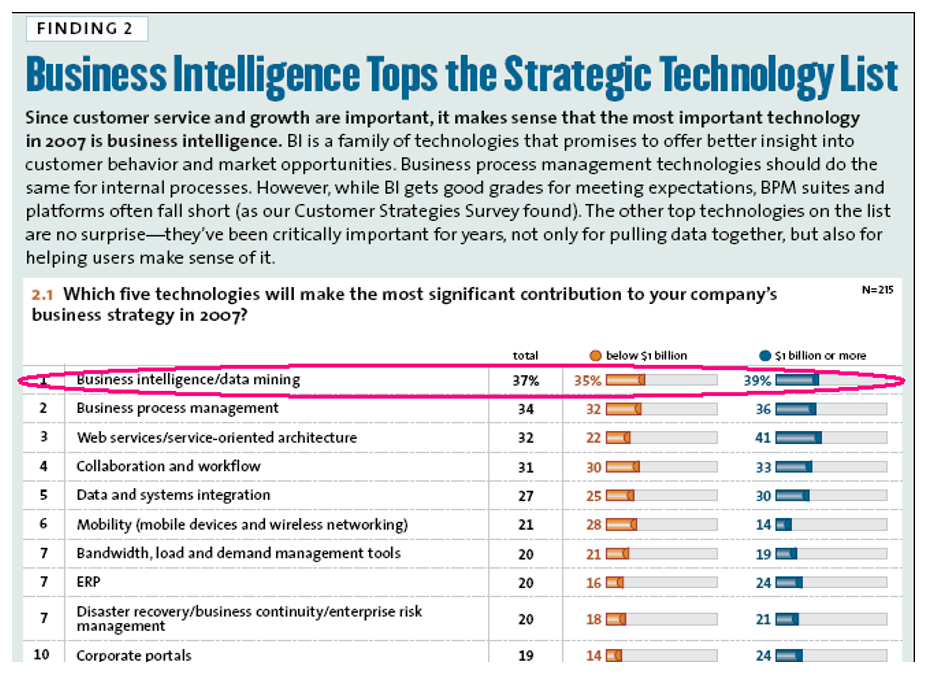 FINDING 2
Business Intelligence Tops the Strategic Technology List
Since customer service and growth are important, it makes sense that the most important technology
in 2007 is business intelligence. BI is a family of technologies that promises to offer better insight into
customer behavior and market opportunities. Business process management technologies should do the
same for internal processes. However, while BI gets good grades for meeting expectations, BPM suites and
platforms often fall short (as our Customer Strategies Survey found). The other top technologies on the list
are no surprise—they've been critically important for years, not only for pulling data together, but also for
helping users make sense of it.
2.1 Which five technologies will make the most significant contribution to your company's
business strategy in 2007?
N=215
total below $1 billion $1 billion or more
1 Business intelligence/data mining 37% 35% 39%
2 Business process management 34 32 36
3 Web services/service-oriented architecture 32 22 41
4 Collaboration and workflow 31 30 33
5 Data and systems integration 27 25 30
6 Mobility (mobile devices and wireless networking) 21 28 14
7 Bandwidth, load and demand management tools 20 21 19
7 ERP 20 16 24
7 Disaster recovery/business continuity/enterprise risk
management 20 18 21
10 Corporate portals 19 14 24